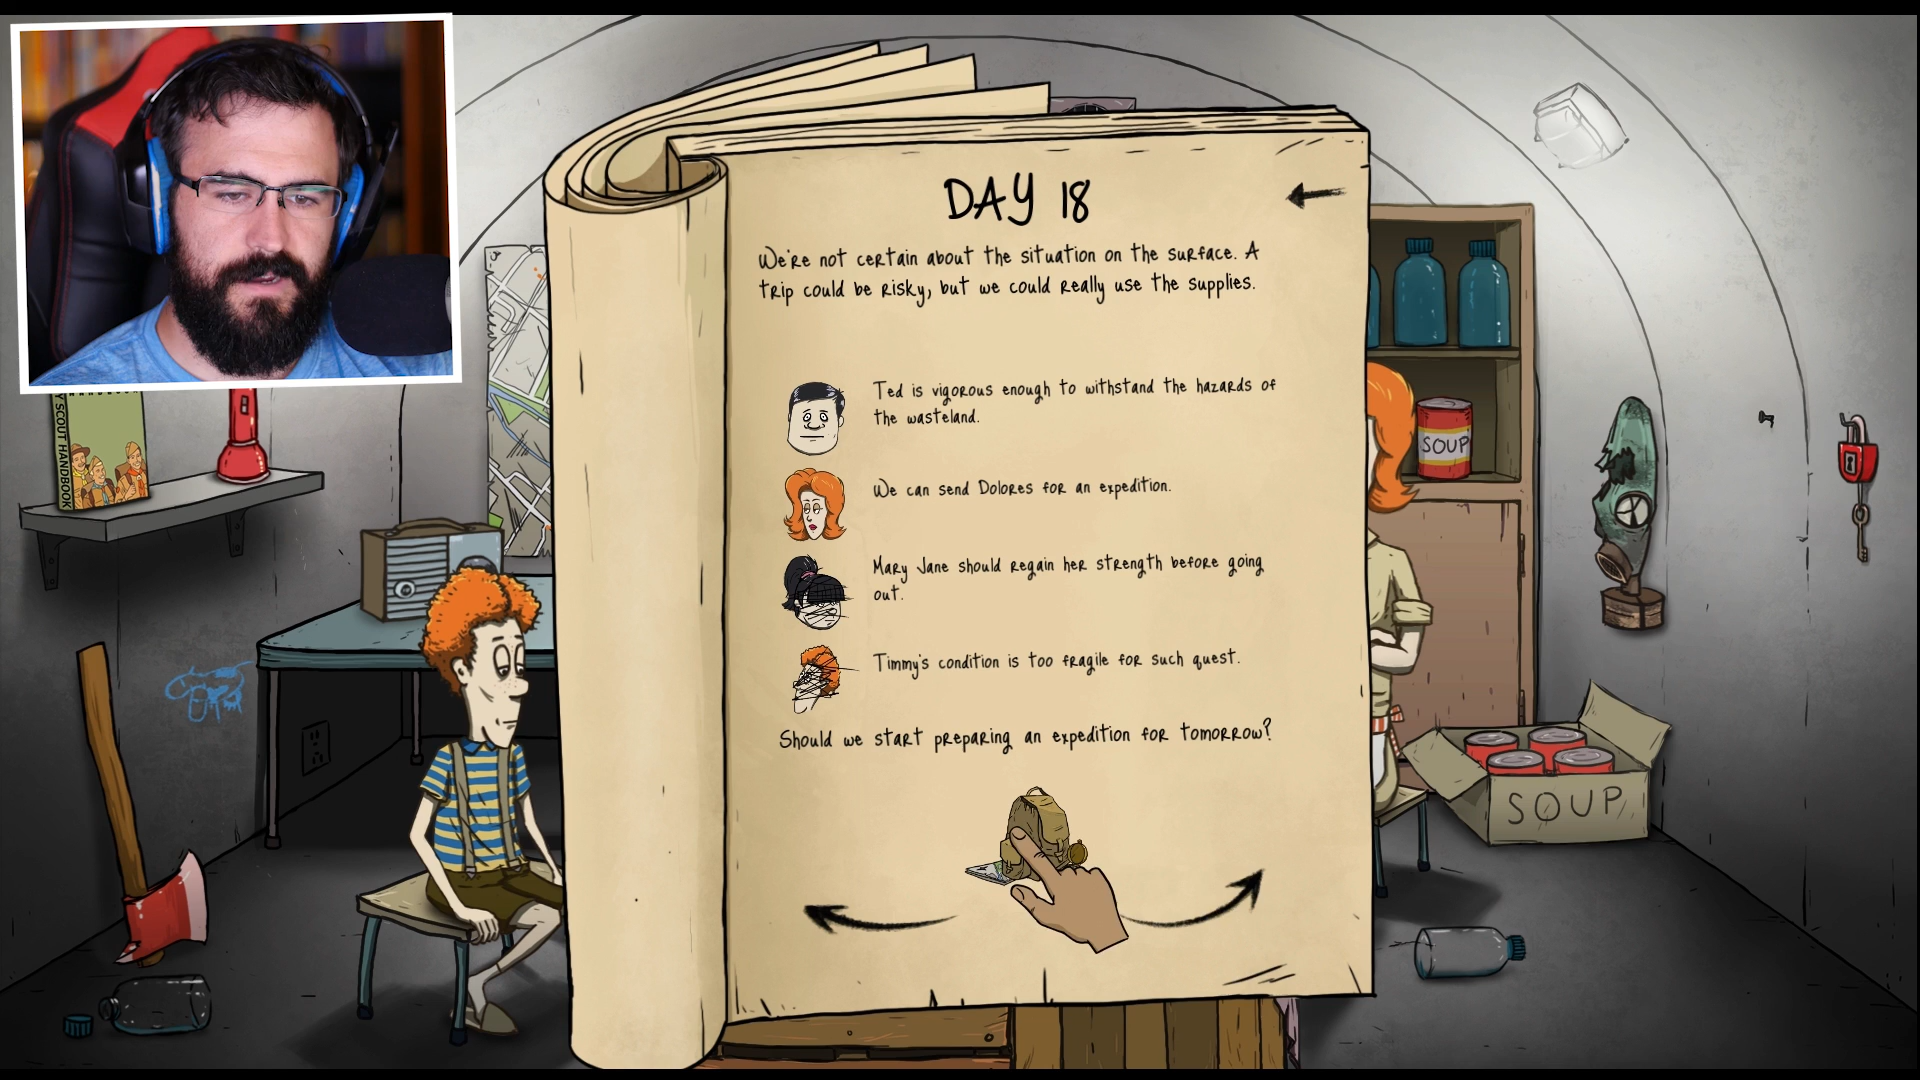 DAY 18
We're not certain about the situation on the surface. A
trip could be risky, but we could really use the supplies.
Ted is vigorous enough to withstand the hazards of
the wasteland.
We can send Dolores for an expedition.
Mary Jane should regain her strength before going
out.
Timmy's condition is too fragile for such quest.
Should we start preparing an expedition for tomorrow?
Y SCOUT HANDBOOK
SOUP
SOUP